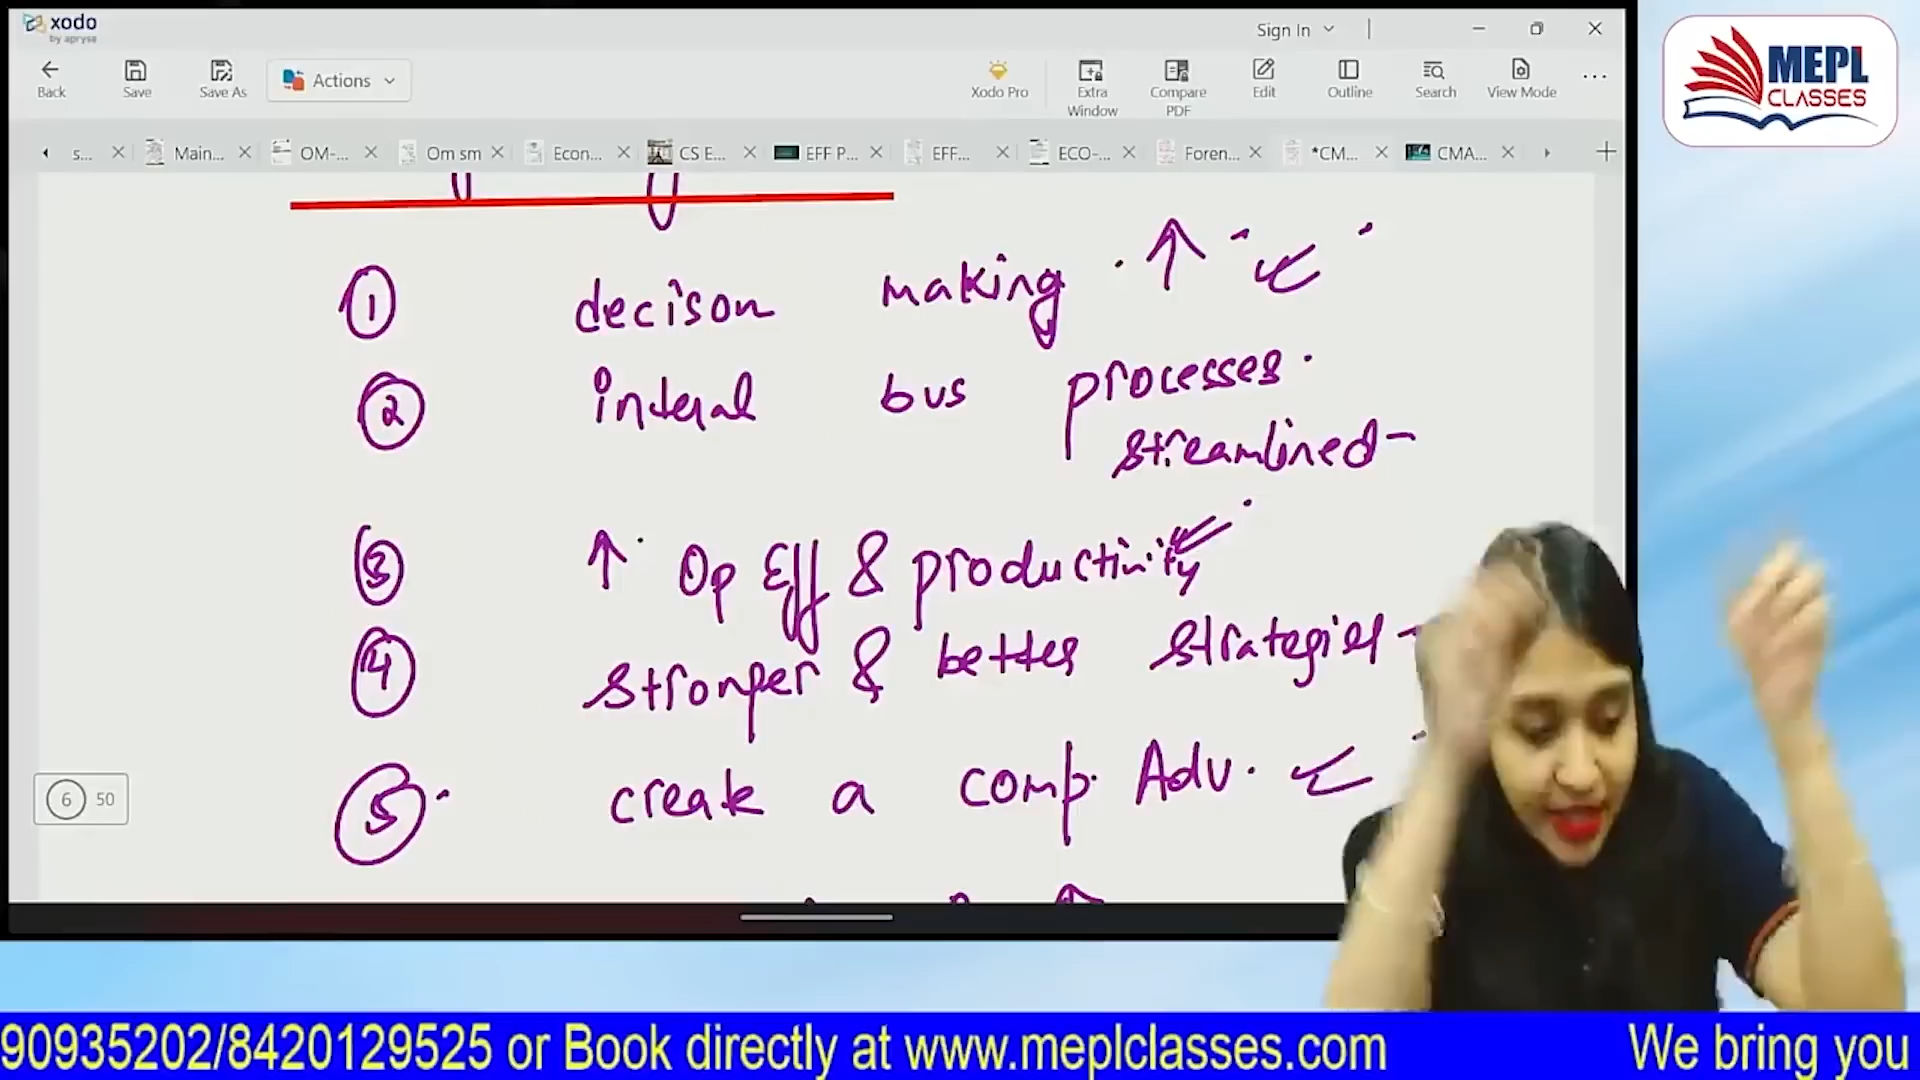 xodo
by apryse
Sign In
Back
Save
Save As
Actions
Xodo Pro
Extra Window
Compare PDF
Edit
Outline
Search
View Mode
s...
Main...
OM-...
Om sm
Econ...
CS E...
EFF P...
EFF...
ECO-...
Foren...
*CM...
CMA...
MEPL
CLASSES
1 decison making ↑
2 interal bus processes.
streamlined-
3 ↑ Op Eff & productivity
4 stronger & better strategies
5 create a comp. Adv.
6 50
90935202/8420129525 or Book directly at www.meplclasses.com
We bring you